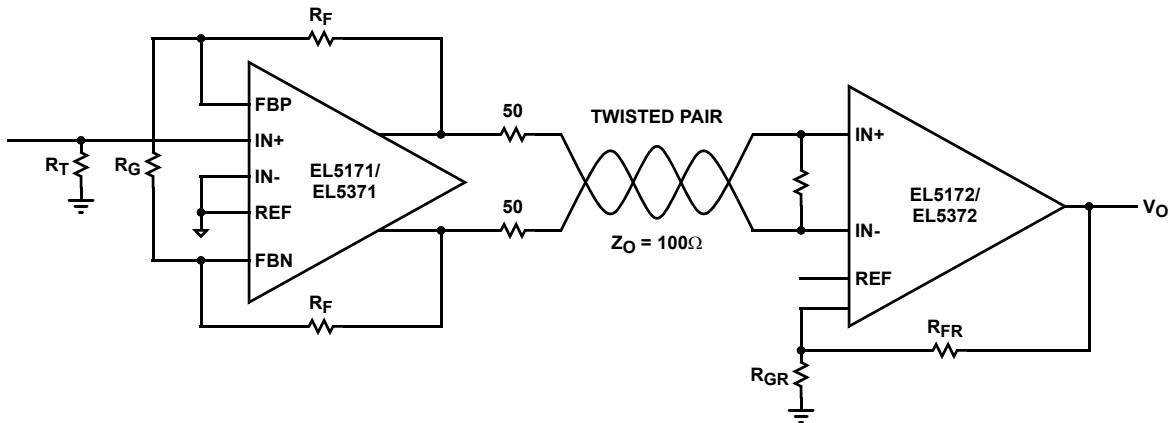 RF
FBP
IN+
IN-
REF
FBN
EL5171/
EL5371
RT
RG
RF
50
50
TWISTED PAIR
ZO = 100Ω
IN+
IN-
REF
EL5172/
EL5372
VO
RFR
RGR